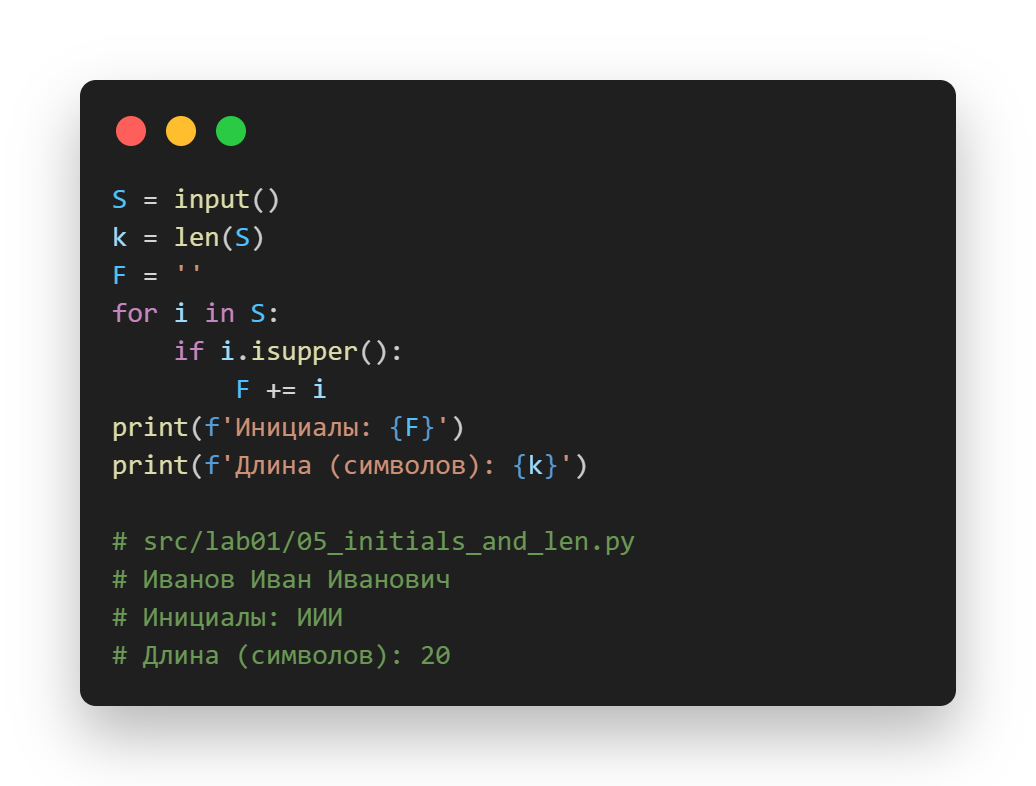 S = input()
k = len(S)
F = ''
for i in S:
    if i.isupper():
        F += i
print(f'Инициалы: {F}')
print(f'Длина (символов): {k}')

# src/lab01/05_initials_and_len.py
# Иванов Иван Иванович
# Инициалы: ИИИ
# Длина (символов): 20